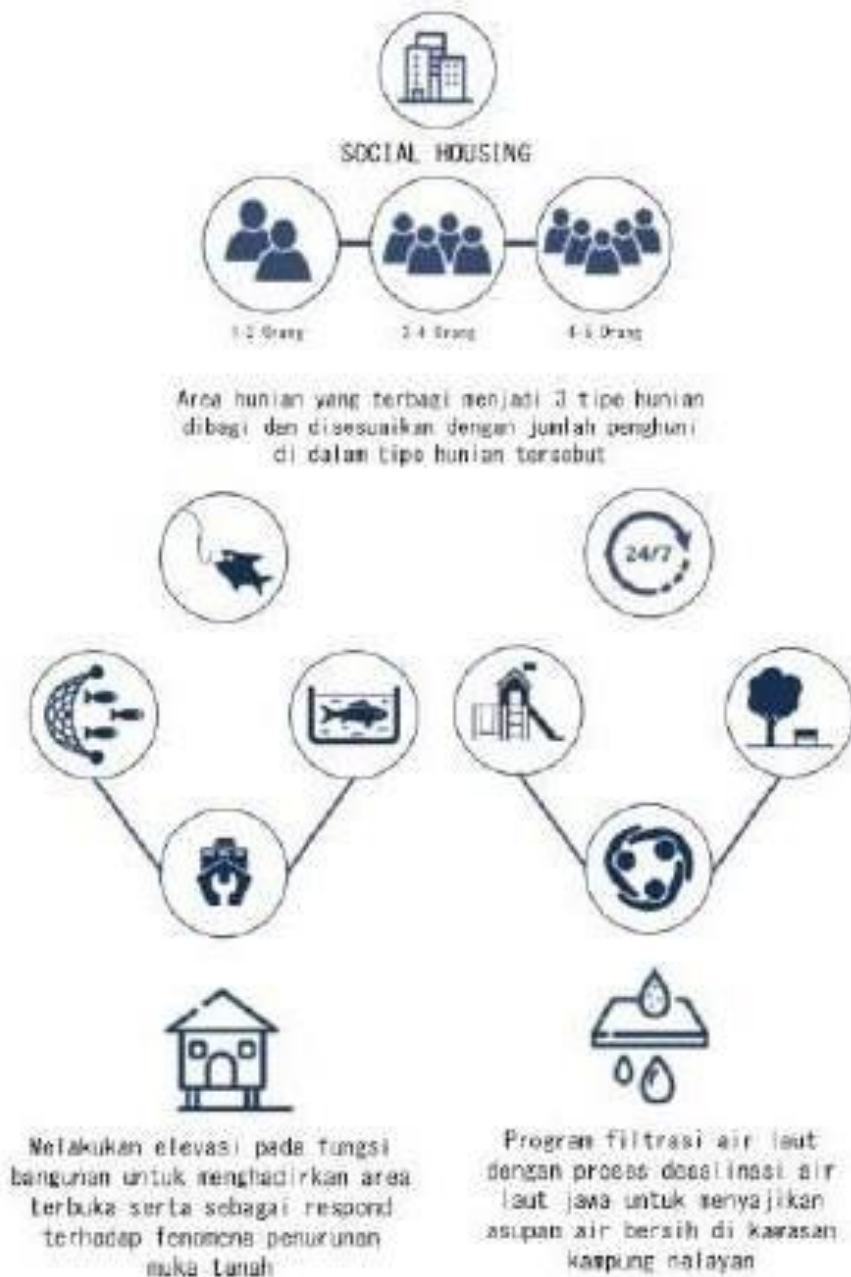 SOCIAL HOUSING
1-2 Orang
3-4 Orang
4-5 Orang
Area hunian yang terbagi menjadi 3 tipe hunian
dibagi dan disesuaikan dengan jumlah penghuni
di dalam tipe hunian tersebut
24/7
Melakukan elevasi pada fungsi
bangunan untuk menghadirkan area
terbuka serta sebagai respond
terhadap fenomena penurunan
muka tanah
Program filtrasi air laut
dengan proses desalinasi air
laut jawa untuk menyajikan
asupan air bersih di kawasan
kampung nelayan